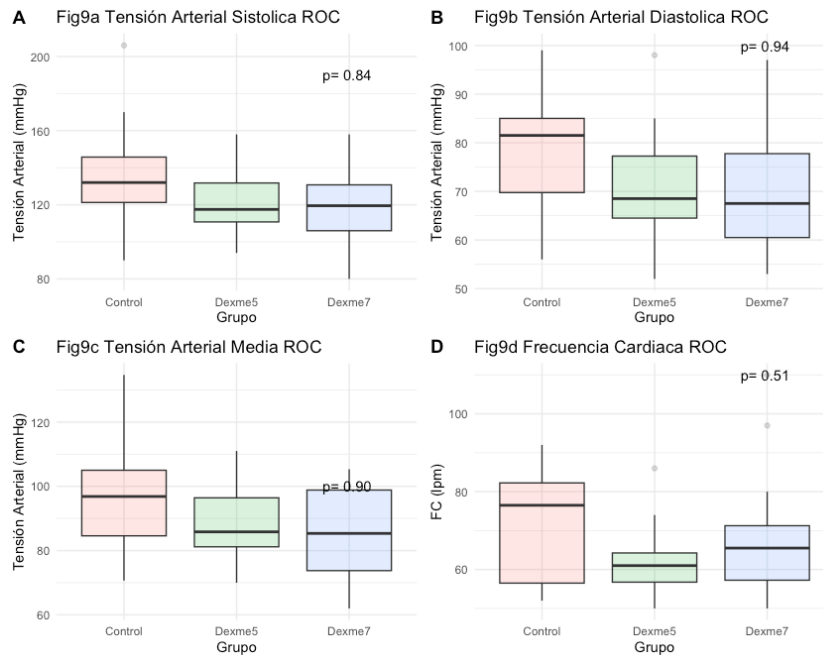 A Fig9a Tensión Arterial Sistolica ROC
Tensión Arterial (mmHg)
200
160
120
80
p= 0.84
Control Dexme5 Dexme7
Grupo
B Fig9b Tensión Arterial Diastolica ROC
Tensión Arterial (mmHg)
100
90
80
70
60
50
p= 0.94
Control Dexme5 Dexme7
Grupo
C Fig9c Tensión Arterial Media ROC
Tensión Arterial (mmHg)
120
100
80
60
p= 0.90
Control Dexme5 Dexme7
Grupo
D Fig9d Frecuencia Cardiaca ROC
FC (lpm)
100
80
60
p= 0.51
Control Dexme5 Dexme7
Grupo